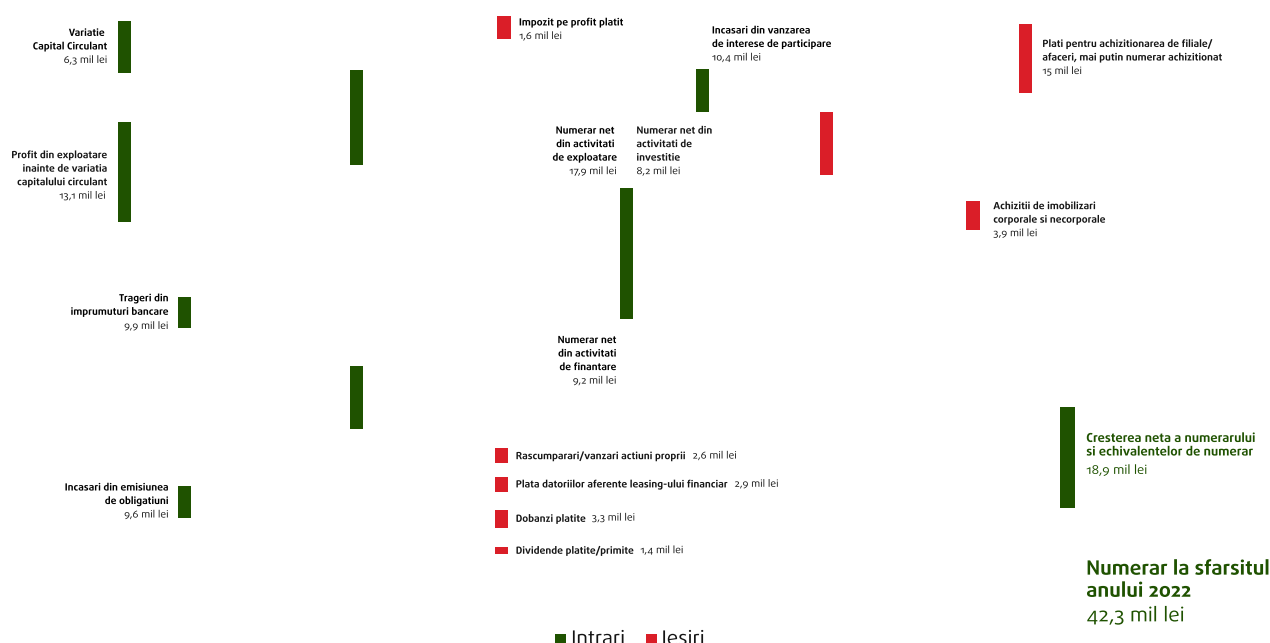 Variatie
Capital Circulant
6,3 mil lei
Impozit pe profit platit
1,6 mil lei
Incasari din vanzarea
de interese de participare
10,4 mil lei
Plati pentru achizitionarea de filiale/
afaceri, mai putin numerar achizitionat
15 mil lei
Profit din exploatare
inainte de variatia
capitalului circulant
13,1 mil lei
Numerar net
din activitati
de exploatare
17,9 mil lei
Numerar net din
activitati de
investitie
8,2 mil lei
Achizitii de imobilizari
corporale si necorporale
3,9 mil lei
Trageri din
imprumuturi bancare
9,9 mil lei
Numerar net
din activitati
de finantare
9,2 mil lei
Incasari din emisiunea
de obligatiuni
9,6 mil lei
Rascumparari/vanzari actiuni proprii 2,6 mil lei
Plata datoriilor aferente leasing-ului financiar 2,9 mil lei
Dobanzi platite 3,3 mil lei
Dividende platite/primite 1,4 mil lei
Cresterea neta a numerarului
si echivalentelor de numerar
18,9 mil lei
Numerar la sfarsitul
anului 2022
42,3 mil lei
Intrari Iesiri